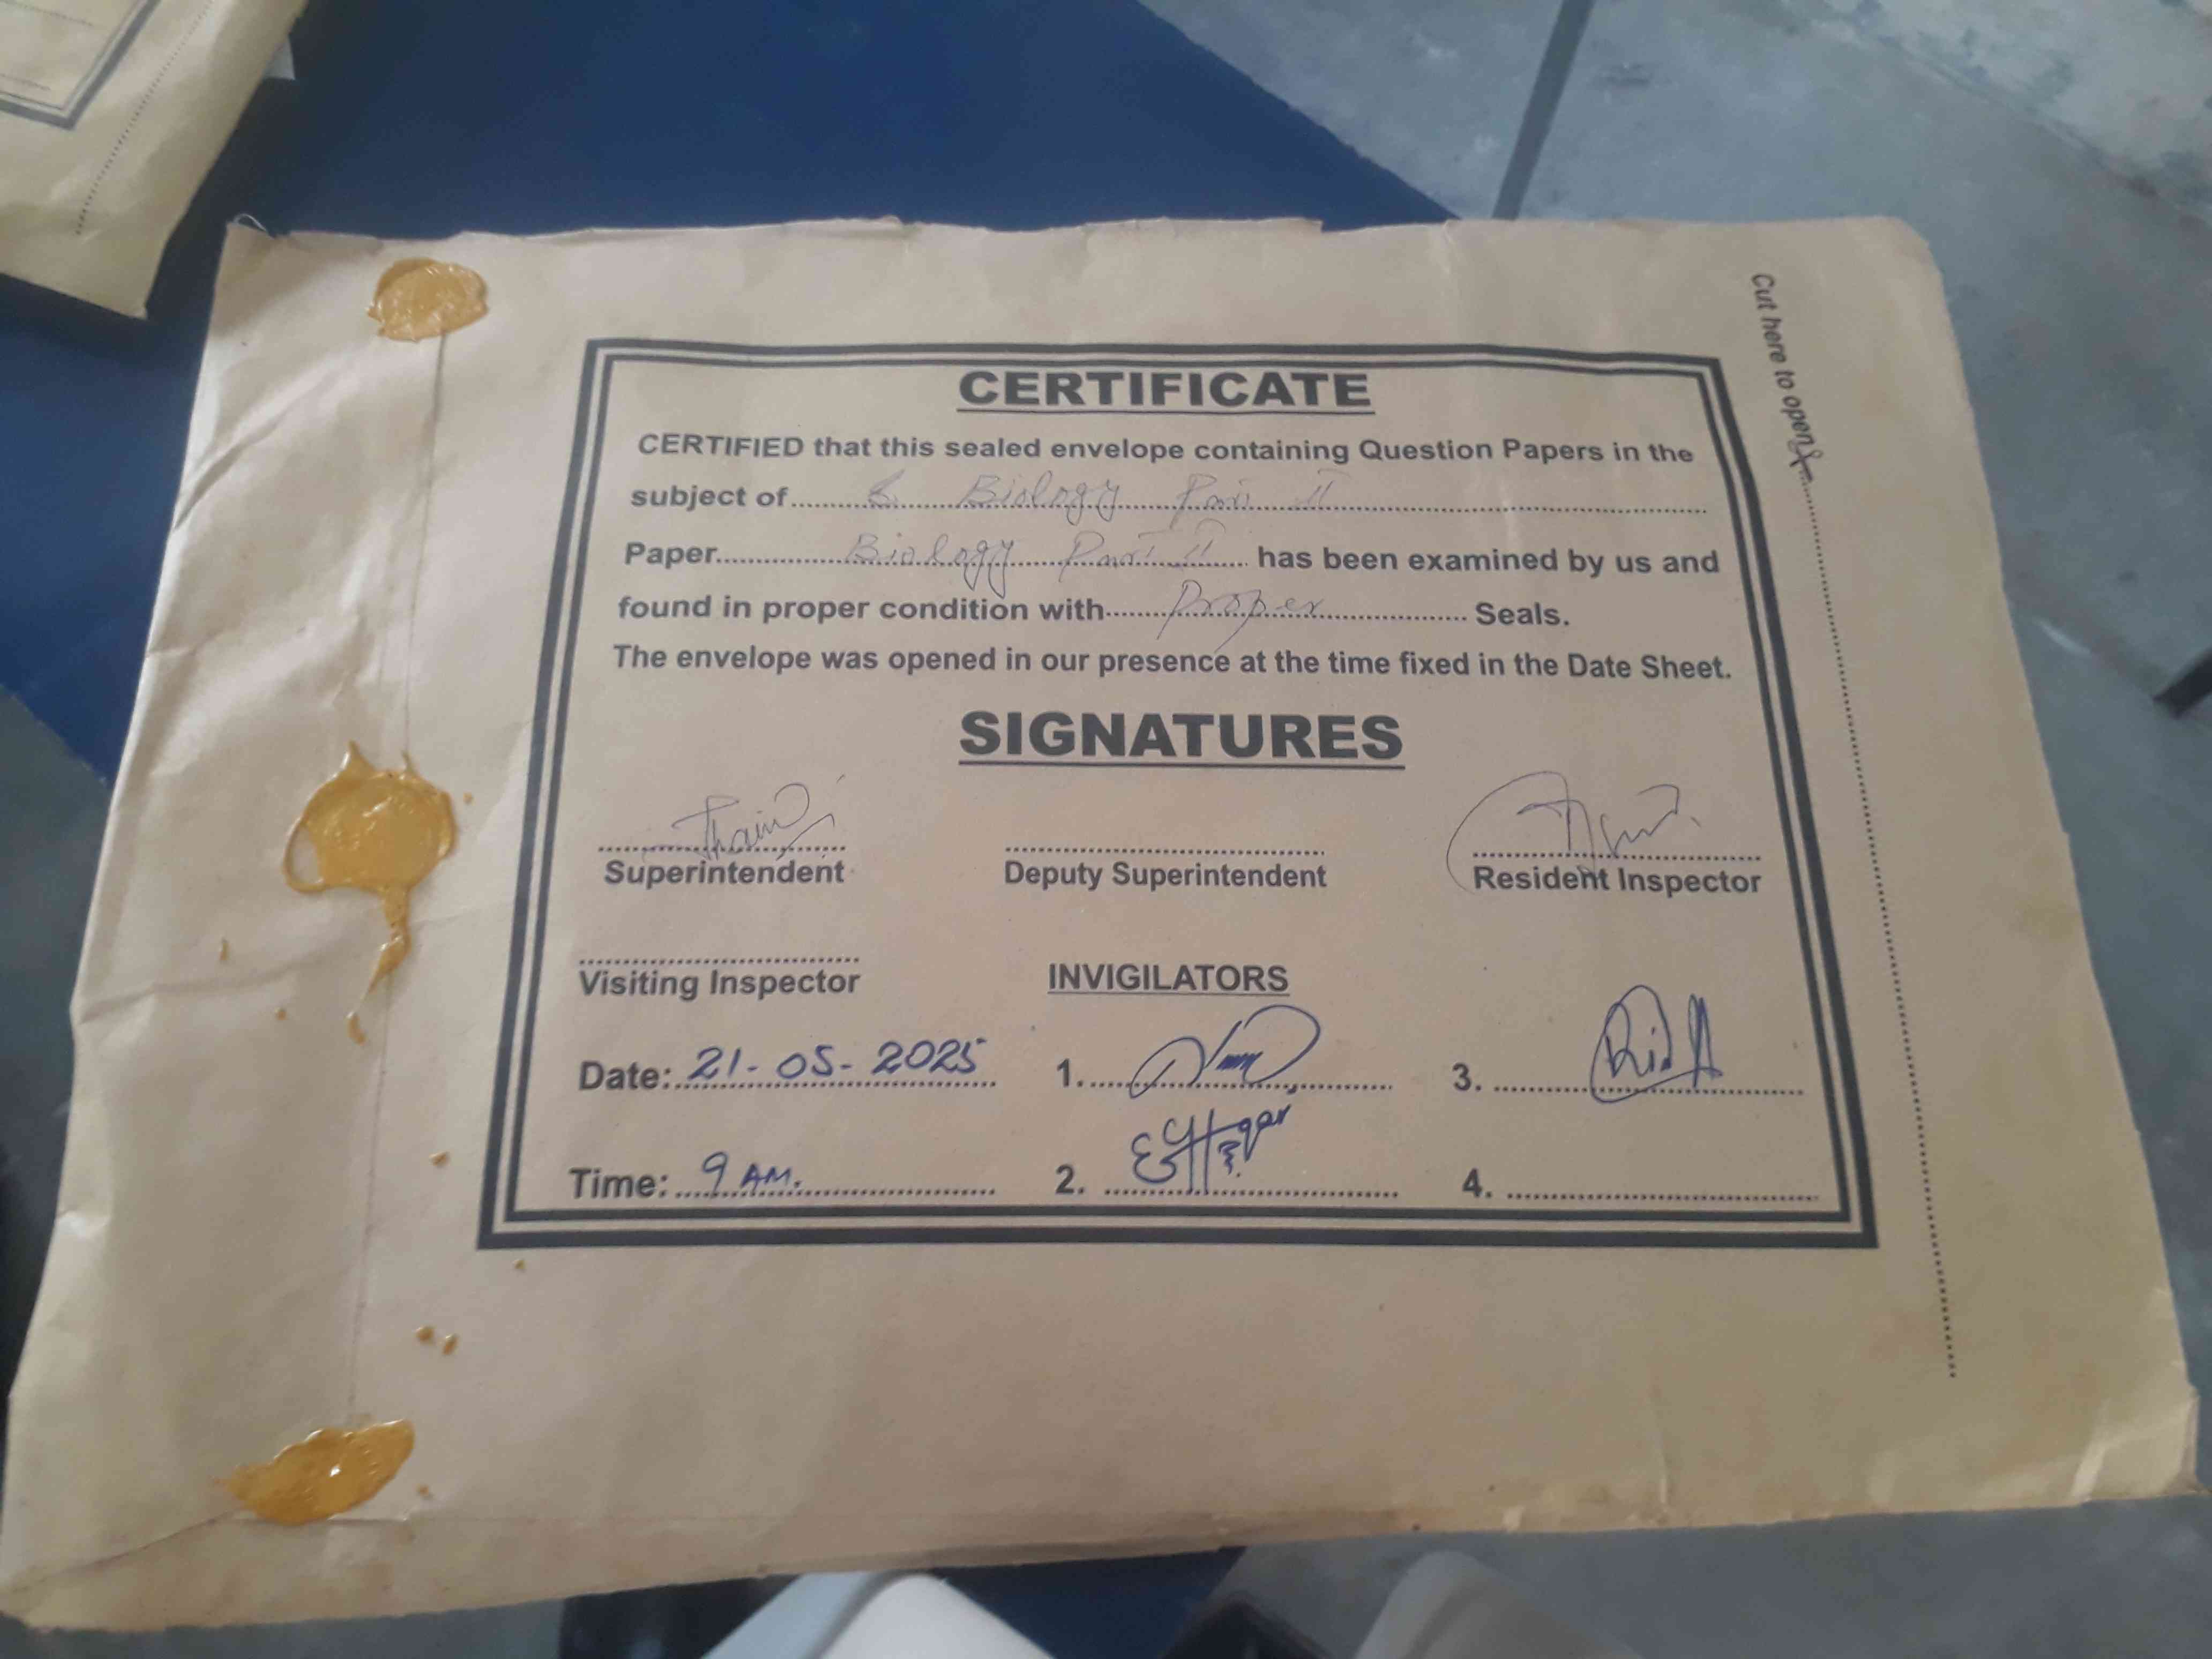 Cut here to open
CERTIFICATE
CERTIFIED that this sealed envelope containing Question Papers in the
subject of Biology Part II
Paper Biology Part II has been examined by us and
found in proper condition with Proper Seals.
The envelope was opened in our presence at the time fixed in the Date Sheet.
SIGNATURES
Superintendent
Deputy Superintendent
Resident Inspector
Visiting Inspector
INVIGILATORS
Date: 21-05-2025
1.
3.
Time: 9 AM.
2.
4.